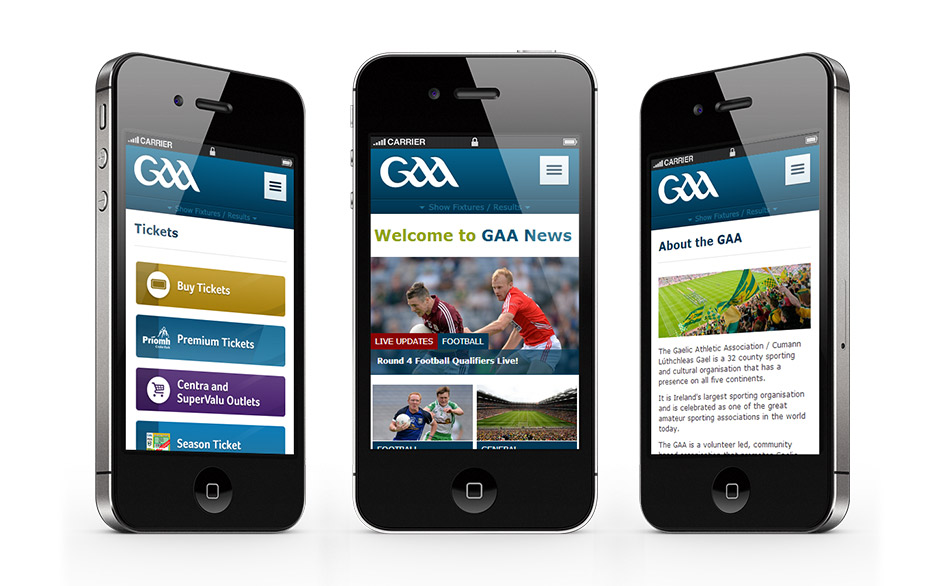 CARRIER
GAA
Show Fixtures / Results
Tickets
Buy Tickets
Príomh
Premium Tickets
Centra and
SuperValu Outlets
Season Ticket
CARRIER
GAA
Show Fixtures / Results
Welcome to GAA News
LIVE UPDATES FOOTBALL
Round 4 Football Qualifiers Live!
FOOTBALL GENERAL
CARRIER
GAA
Show Fixtures / Results
About the GAA
The Gaelic Athletic Association / Cumann
Lúthchleas Gael is a 32 county sporting
and cultural organisation that has a
presence on all five continents.
It is Ireland's largest sporting organisation
and is celebrated as one of the great
amateur sporting associations in the world
today.
The GAA is a volunteer led, community